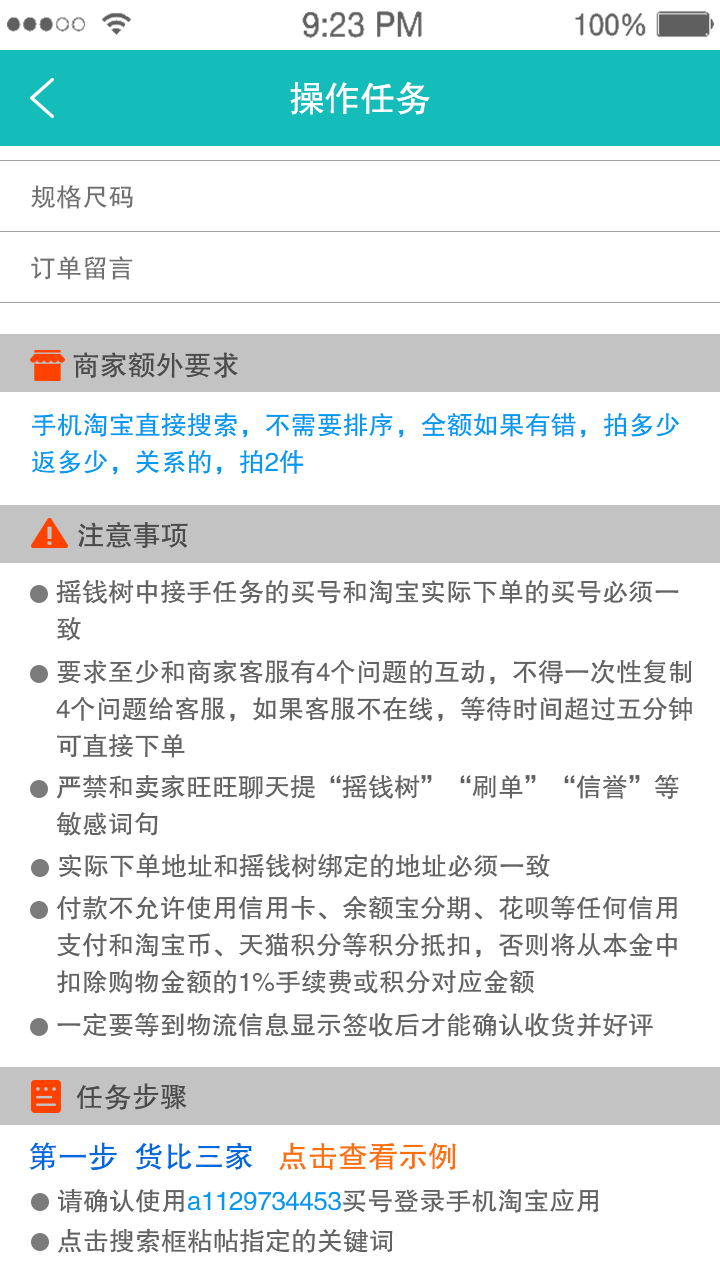 9:23 PM
100%
操作任务
规格尺码
订单留言
商家额外要求
手机淘宝直接搜索，不需要排序，全额如果有错，拍多少
返多少，关系的，拍2件
注意事项
摇钱树中接手任务的买号和淘宝实际下单的买号必须一
致
要求至少和商家客服有4个问题的互动，不得一次性复制
4个问题给客服，如果客服不在线，等待时间超过五分钟
可直接下单
严禁和卖家旺旺聊天提“摇钱树”“刷单”“信誉”等
敏感词句
实际下单地址和摇钱树绑定的地址必须一致
付款不允许使用信用卡、余额宝分期、花呗等任何信用
支付和淘宝币、天猫积分等积分抵扣，否则将从本金中
扣除购物金额的1%手续费或积分对应金额
一定要等到物流信息显示签收后才能确认收货并好评
任务步骤
第一步 货比三家 点击查看示例
请确认使用a1129734453买号登录手机淘宝应用
点击搜索框粘帖指定的关键词